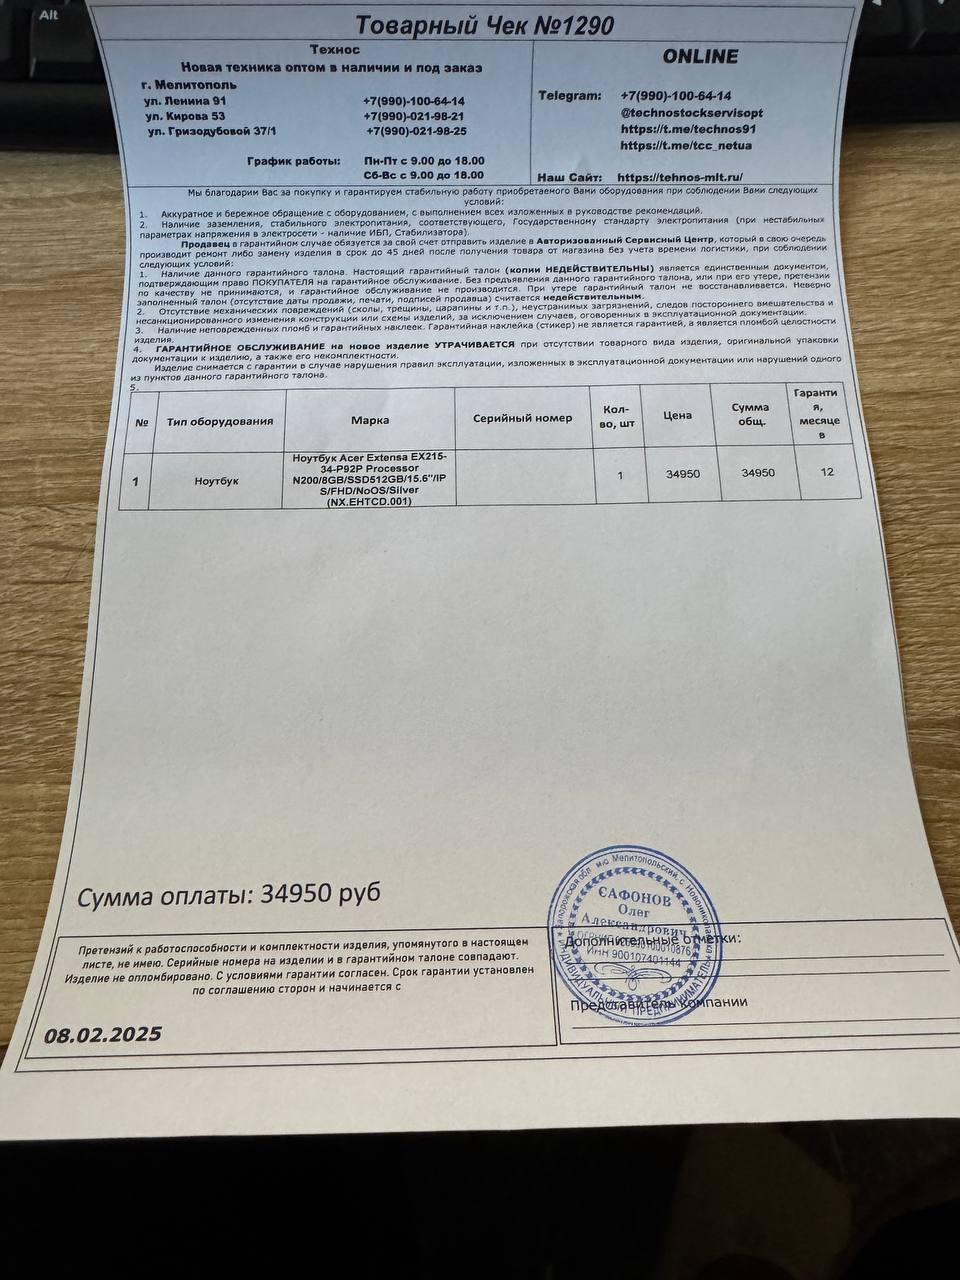 Alt
Товарный Чек №1290
Технос
Новая техника оптом в наличии и под заказ
г. Мелитополь
ул. Ленина 91 +7(990)-100-64-14
ул. Кирова 53 +7(990)-021-98-21
ул. Гризодубовой 37/1 +7(990)-021-98-25
График работы: Пн-Пт с 9.00 до 18.00
Сб-Вс с 9.00 до 18.00
ONLINE
Telegram: +7(990)-100-64-14
@technostockservisopt
https://t.me/technos91
https://t.me/tcc_netua
Наш Сайт: https://tehnos-mlt.ru/
Мы благодарим Вас за покупку и гарантируем стабильную работу приобретаемого Вами оборудования при соблюдении Вами следующих
условий:
1. Аккуратное и бережное обращение с оборудованием, с выполнением всех изложенных в руководстве рекомендаций.
2. Наличие заземления, стабильного электропитания, соответствующего, Государственному стандарту электропитания (при нестабильных
параметрах напряжения в электросети - наличие ИБП, Стабилизатора).
Продавец в гарантийном случае обязуется за свой счет отправить изделие в Авторизованный Сервисный Центр, который в свою очередь
производит ремонт либо замену изделия в срок до 45 дней после получения товара от магазина без учета времени логистики, при соблюдении
следующих условий:
1. Наличие данного гарантийного талона. Настоящий гарантийный талон (копии НЕДЕЙСТВИТЕЛЬНЫ) является единственным документом,
подтверждающим право ПОКУПАТЕЛЯ на гарантийное обслуживание. Без предъявления данного гарантийного талона, или при его утере, претензии
по качеству не принимаются, и гарантийное обслуживание не производится. При утере гарантийный талон не восстанавливается. Неверно
заполненный талон (отсутствие даты продажи, печати, подписей продавца) считается недействительным.
2. Отсутствие механических повреждений (сколы, трещины, царапины и т.п.), неустранимых загрязнений, следов постороннего вмешательства и
несанкционированного изменения конструкции или схемы изделий, за исключением случаев, оговоренных в эксплуатационной документации.
3. Наличие неповрежденных пломб и гарантийных наклеек. Гарантийная наклейка (стикер) не является гарантией, а является пломбой целостности
изделия.
4. ГАРАНТИЙНОЕ ОБСЛУЖИВАНИЕ на новое изделие УТРАЧИВАЕТСЯ при отсутствии товарного вида изделия, оригинальной упаковки
документации к изделию, а также его некомплектности.
Изделие снимается с гарантии в случае нарушения правил эксплуатации, изложенных в эксплуатационной документации или нарушений одного
из пунктов данного гарантийного талона.
5.
№ Тип оборудования Марка Серийный номер Кол-во, шт Цена Сумма общ. Гарантия, месяцев
1 Ноутбук Ноутбук Acer Extensa EX215-
34-P92P Processor
N200/8GB/SSD512GB/15.6''/IP
S/FHD/NoOS/Silver
(NX.EHTCD.001) 1 34950 34950 12
Сумма оплаты: 34950 руб
Претензий к работоспособности и комплектности изделия, упомянутого в настоящем
листе, не имею. Серийные номера на изделии и в гарантийном талоне совпадают.
Изделие не опломбировано. С условиями гарантии согласен. Срок гарантии установлен
по соглашению сторон и начинается с
08.02.2025
Дополнительные отметки:
Представитель компании
САФОНОВ
Олег
Александрович
ИНН 900107401144
ИНДИВИДУАЛЬНЫЙ ПРЕДПРИНИМАТЕЛЬ